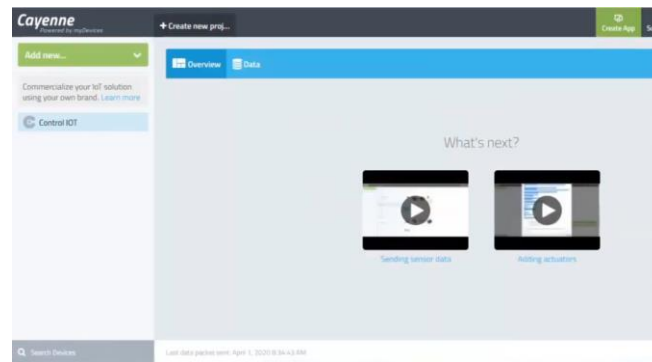 Cayenne
Powered by myDevices
+ Create new proj...
Create App
Add new...
Overview
Data
Commercialize your IoT solution
using your own brand. Learn more
Control IOT
What's next?
Sending sensor data
Adding actuators
Search Devices
Last data packet sent: April 1, 2020 8:34:43 PM